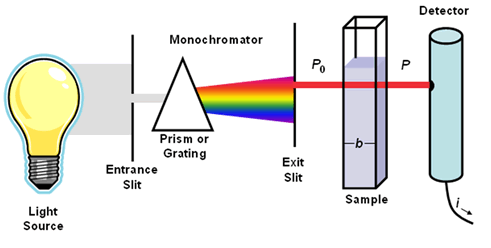 Detector
Monochromator
P0
P
Prism or
Grating
b
Entrance
Slit
Exit
Slit
Sample
i
Light
Source